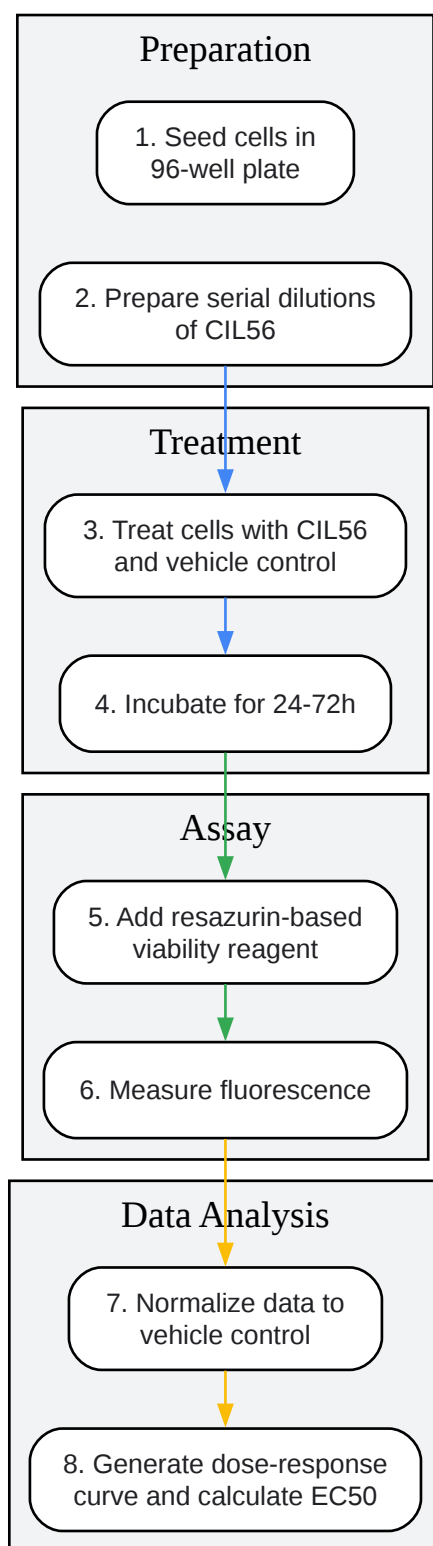 Preparation
1. Seed cells in
96-well plate
2. Prepare serial dilutions
of CIL56
Treatment
3. Treat cells with CIL56
and vehicle control
4. Incubate for 24-72h
Assay
5. Add resazurin-based
viability reagent
6. Measure fluorescence
Data Analysis
7. Normalize data to
vehicle control
8. Generate dose-response
curve and calculate EC50